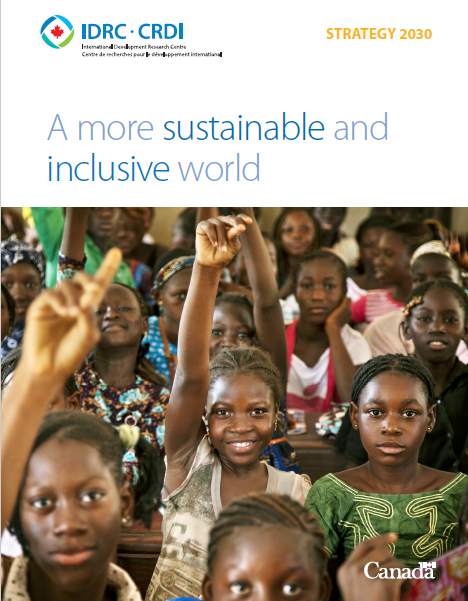 IDRC · CRDI
International Development Research Centre
Centre de recherches pour le développement international
STRATEGY 2030
A more sustainable and
inclusive world
Canada